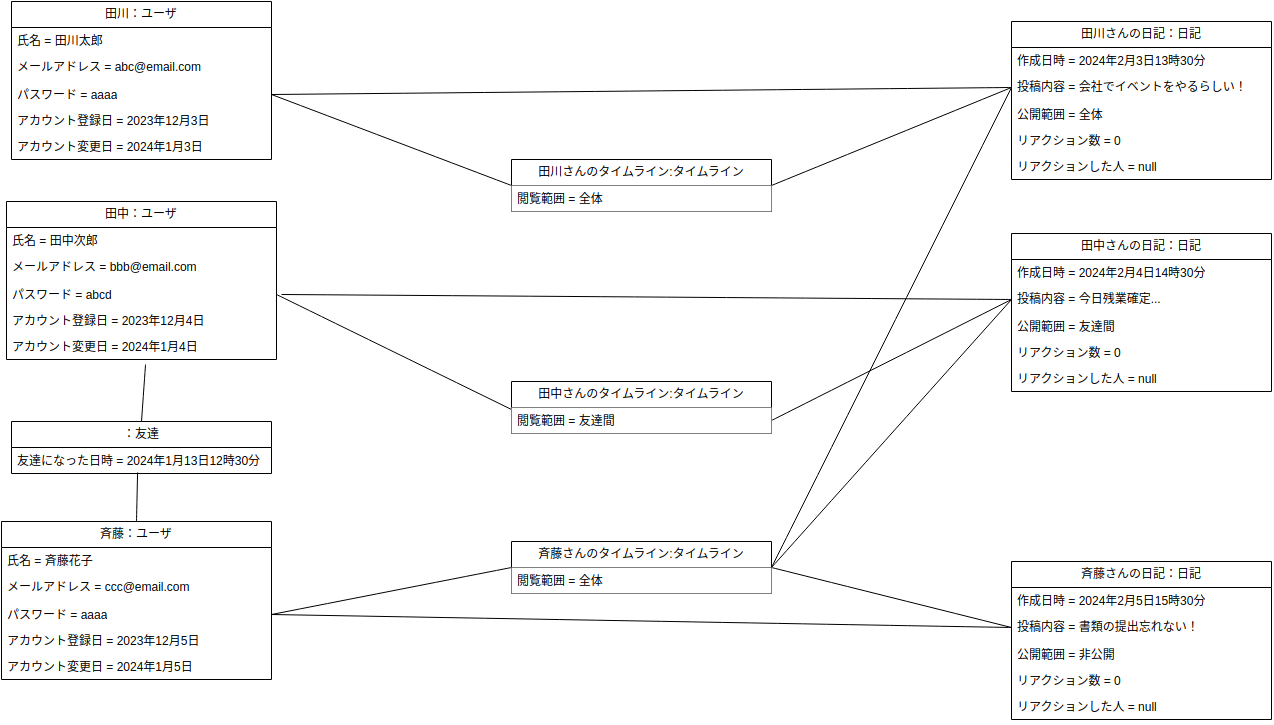 田川：ユーザ
氏名 = 田川太郎
メールアドレス = abc@email.com
パスワード = aaaa
アカウント登録日 = 2023年12月3日
アカウント変更日 = 2024年1月3日
田中：ユーザ
氏名 = 田中次郎
メールアドレス = bbb@email.com
パスワード = abcd
アカウント登録日 = 2023年12月4日
アカウント変更日 = 2024年1月4日
：友達
友達になった日時 = 2024年1月13日12時30分
斉藤：ユーザ
氏名 = 斉藤花子
メールアドレス = ccc@email.com
パスワード = aaaa
アカウント登録日 = 2023年12月5日
アカウント変更日 = 2024年1月5日
田川さんのタイムライン:タイムライン
閲覧範囲 = 全体
田中さんのタイムライン:タイムライン
閲覧範囲 = 友達間
斉藤さんのタイムライン:タイムライン
閲覧範囲 = 全体
田川さんの日記：日記
作成日時 = 2024年2月3日13時30分
投稿内容 = 会社でイベントをやるらしい！
公開範囲 = 全体
リアクション数 = 0
リアクションした人 = null
田中さんの日記：日記
作成日時 = 2024年2月4日14時30分
投稿内容 = 今日残業確定...
公開範囲 = 友達間
リアクション数 = 0
リアクションした人 = null
斉藤さんの日記：日記
作成日時 = 2024年2月5日15時30分
投稿内容 = 書類の提出忘れない！
公開範囲 = 非公開
リアクション数 = 0
リアクションした人 = null